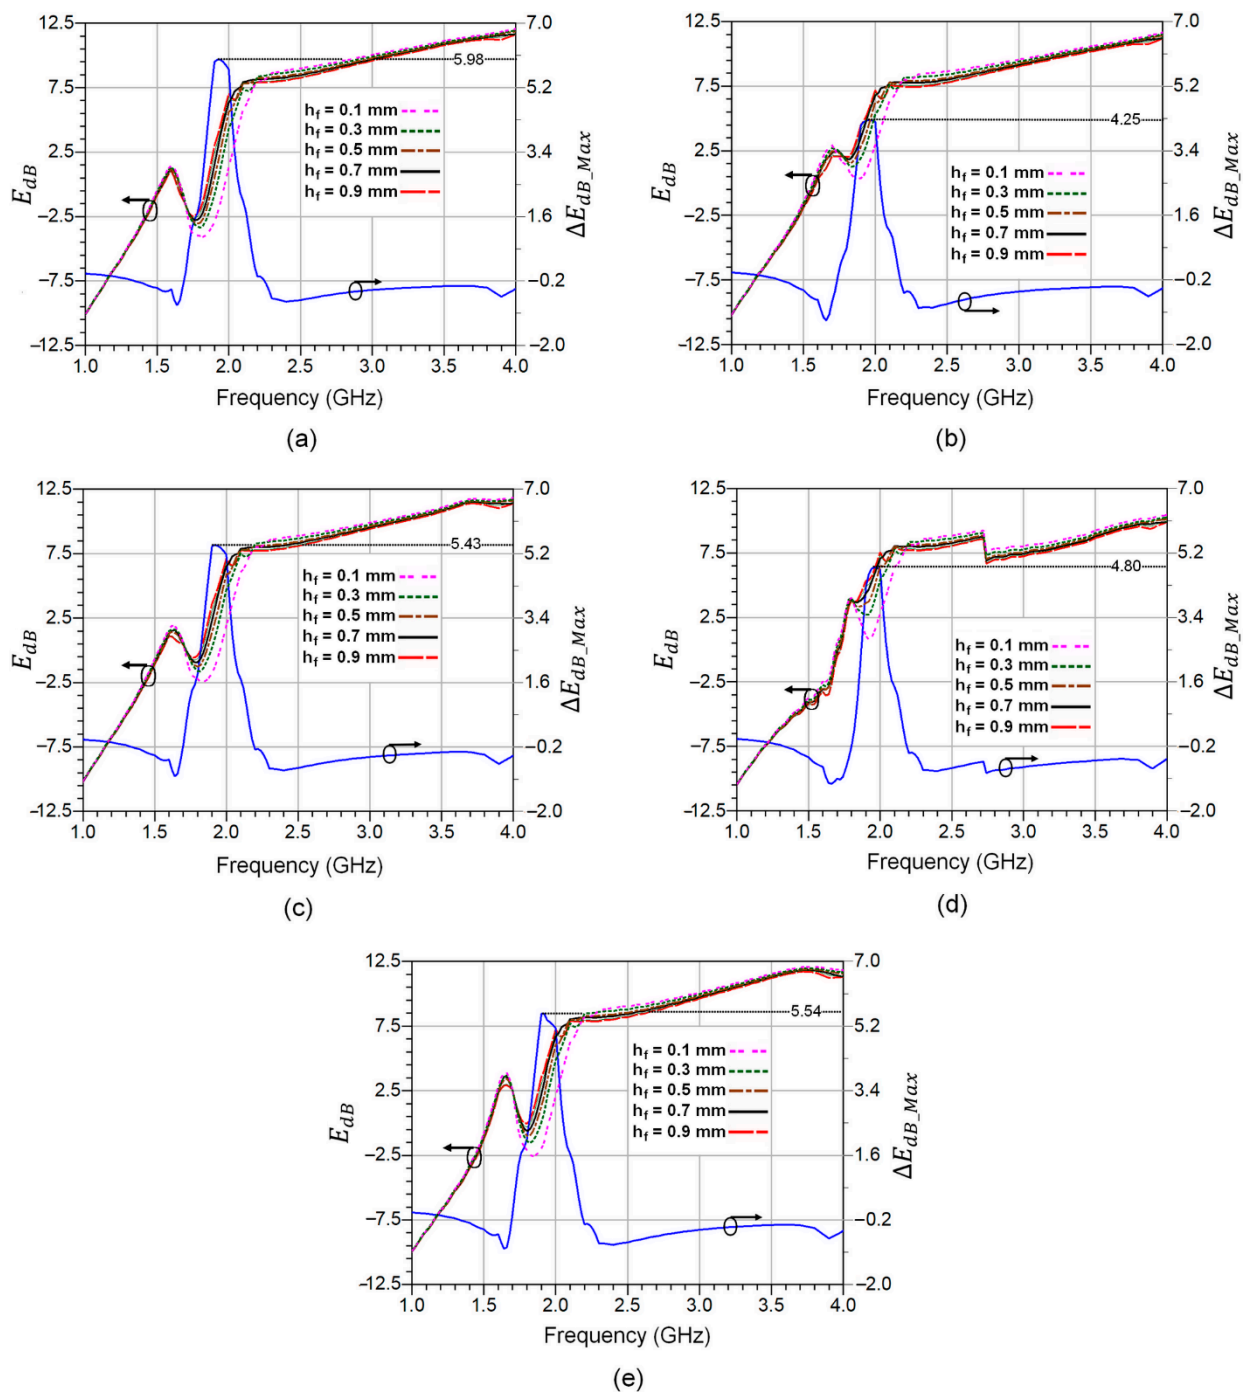 12.5
7.5
2.5
−2.5
−7.5
−12.5
E_dB
7.0
5.2
3.4
1.6
−0.2
−2.0
ΔE_dB_Max
5.98
h_f = 0.1 mm
h_f = 0.3 mm
h_f = 0.5 mm
h_f = 0.7 mm
h_f = 0.9 mm
1.0 1.5 2.0 2.5 3.0 3.5 4.0
Frequency (GHz)
(a)
12.5
7.5
2.5
−2.5
−7.5
−12.5
E_dB
7.0
5.2
3.4
1.6
−0.2
−2.0
ΔE_dB_Max
4.25
h_f = 0.1 mm
h_f = 0.3 mm
h_f = 0.5 mm
h_f = 0.7 mm
h_f = 0.9 mm
1.0 1.5 2.0 2.5 3.0 3.5 4.0
Frequency (GHz)
(b)
12.5
7.5
2.5
−2.5
−7.5
−12.5
E_dB
7.0
5.2
3.4
1.6
−0.2
−2.0
ΔE_dB_Max
5.43
h_f = 0.1 mm
h_f = 0.3 mm
h_f = 0.5 mm
h_f = 0.7 mm
h_f = 0.9 mm
1.0 1.5 2.0 2.5 3.0 3.5 4.0
Frequency (GHz)
(c)
12.5
7.5
2.5
−2.5
−7.5
−12.5
E_dB
7.0
5.2
3.4
1.6
−0.2
−2.0
ΔE_dB_Max
4.80
h_f = 0.1 mm
h_f = 0.3 mm
h_f = 0.5 mm
h_f = 0.7 mm
h_f = 0.9 mm
1.0 1.5 2.0 2.5 3.0 3.5 4.0
Frequency (GHz)
(d)
12.5
7.5
2.5
−2.5
−7.5
−12.5
E_dB
7.0
5.2
3.4
1.6
−0.2
−2.0
ΔE_dB_Max
5.54
h_f = 0.1 mm
h_f = 0.3 mm
h_f = 0.5 mm
h_f = 0.7 mm
h_f = 0.9 mm
1.0 1.5 2.0 2.5 3.0 3.5 4.0
Frequency (GHz)
(e)